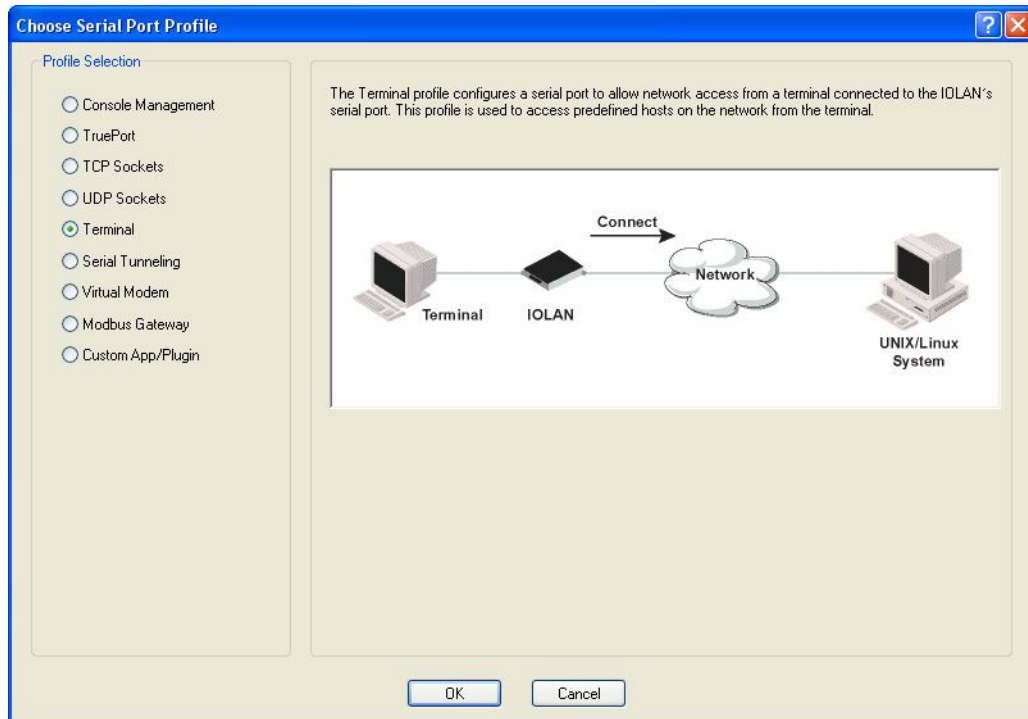 Choose Serial Port Profile
Profile Selection
Console Management
TruePort
TCP Sockets
UDP Sockets
Terminal
Serial Tunneling
Virtual Modem
Modbus Gateway
Custom App/Plugin
The Terminal profile configures a serial port to allow network access from a terminal connected to the IOLAN's
serial port. This profile is used to access predefined hosts on the network from the terminal.
Connect
Network
Terminal
IOLAN
UNIX/Linux
System
OK
Cancel